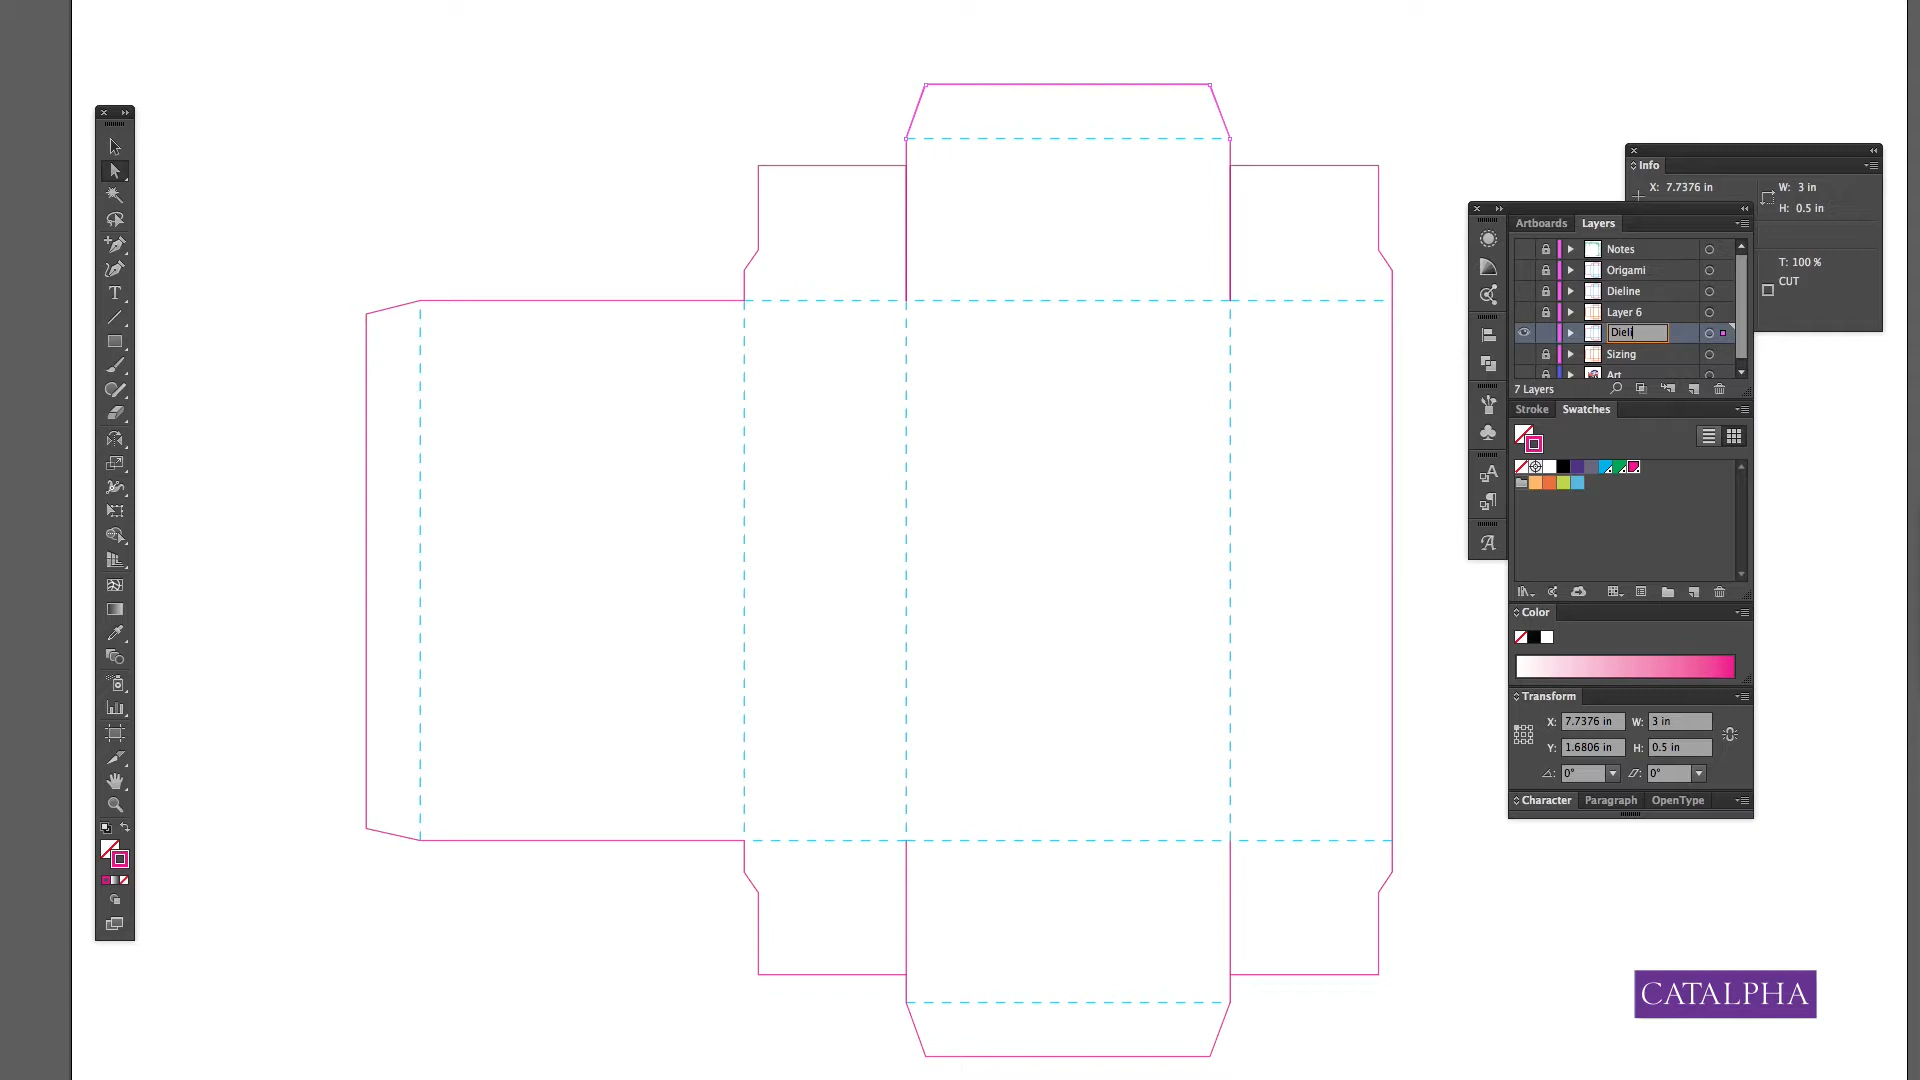 Info
X: 7.7376 in
W: 3 in
H: 0.5 in
T: 100 %
CUT
Artboards Layers
Notes
Origami
Dieline
Layer 6
Dieli
Sizing
Art
7 Layers
Stroke Swatches
Color
Transform
X: 7.7376 in W: 3 in
Y: 1.6806 in H: 0.5 in
0° 0°
Character Paragraph OpenType
CATALPHA